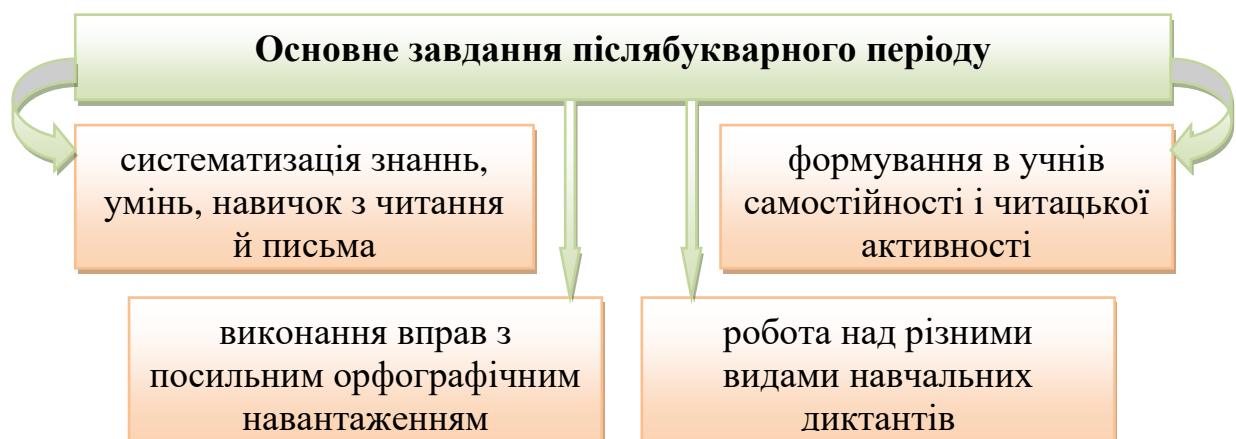 Основне завдання післябукварного періоду
систематизація знаннь,
умінь, навичок з читання
й письма
формування в учнів
самостійності і читацької
активності
виконання вправ з
посильним орфографічним
навантаженням
робота над різними
видами навчальних
диктантів